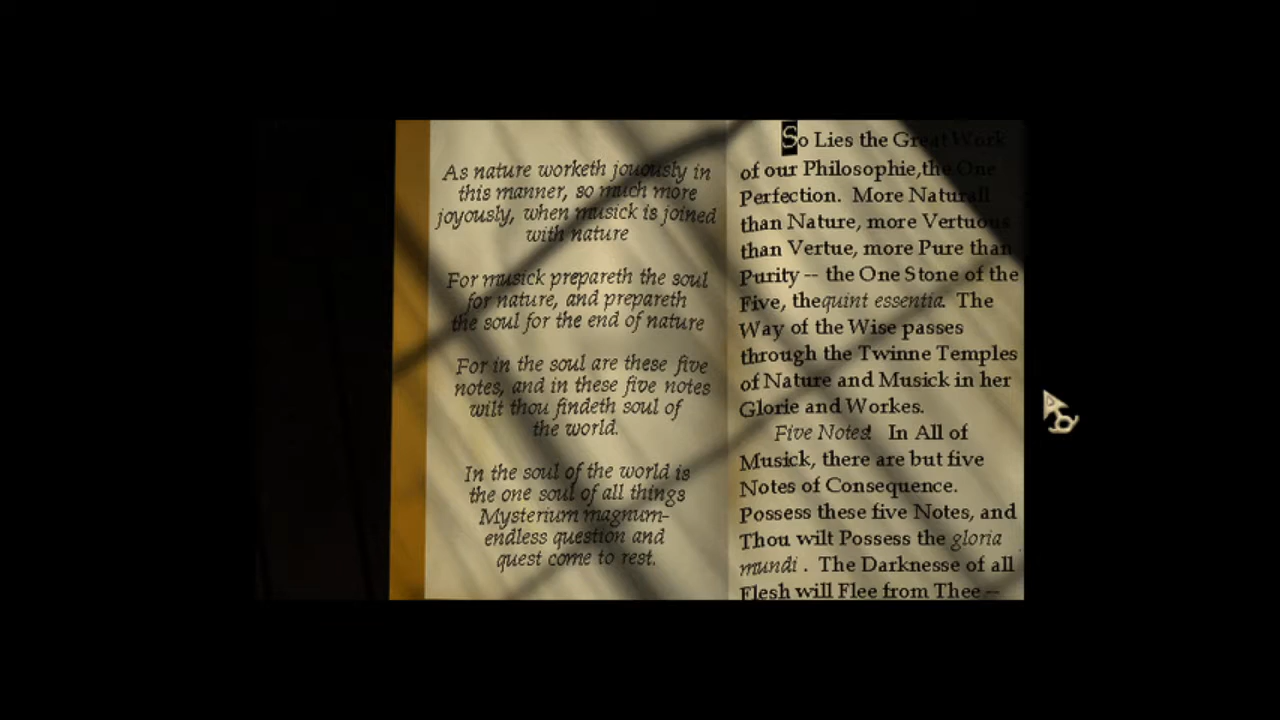 As nature worketh joyously in
this manner, so much more
joyously, when musick is joined
with nature
For musick prepareth the soul
for nature, and prepareth
the soul for the end of nature
For in the soul are these five
notes, and in these five notes
wilt thou findeth soul of
the world.
In the soul of the world is
the one soul of all things
Mysterium magnum-
endless question and
quest come to rest.
So Lies the Great Work
of our Philosophie,the One
Perfection. More Naturall
than Nature, more Vertuous
than Vertue, more Pure than
Purity -- the One Stone of the
Five, thequint essentia. The
Way of the Wise passes
through the Twinne Temples
of Nature and Musick in her
Glorie and Workes.
Five Notes! In All of
Musick, there are but five
Notes of Consequence.
Possess these five Notes, and
Thou wilt Possess the gloria
mundi . The Darknesse of all
Flesh will Flee from Thee --